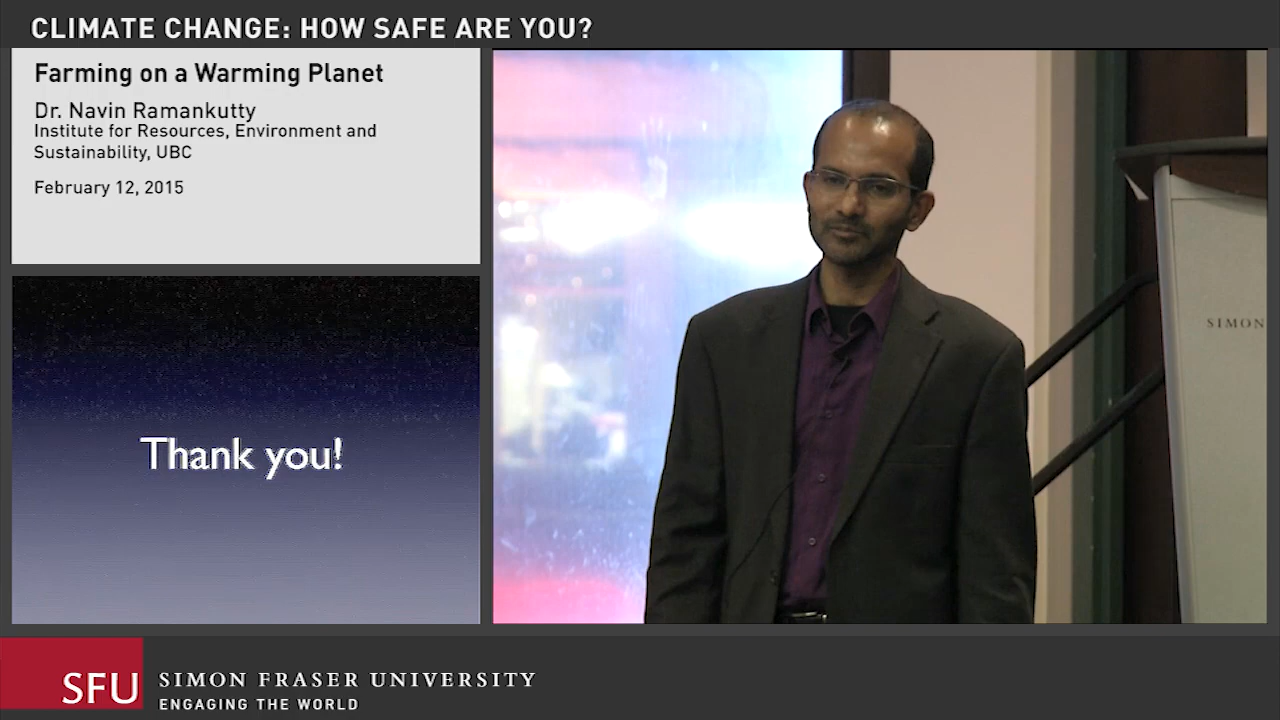 CLIMATE CHANGE: HOW SAFE ARE YOU?
Farming on a Warming Planet
Dr. Navin Ramankutty
Institute for Resources, Environment and
Sustainability, UBC
February 12, 2015
Thank you!
SIMON
SFU
SIMON FRASER UNIVERSITY
ENGAGING THE WORLD